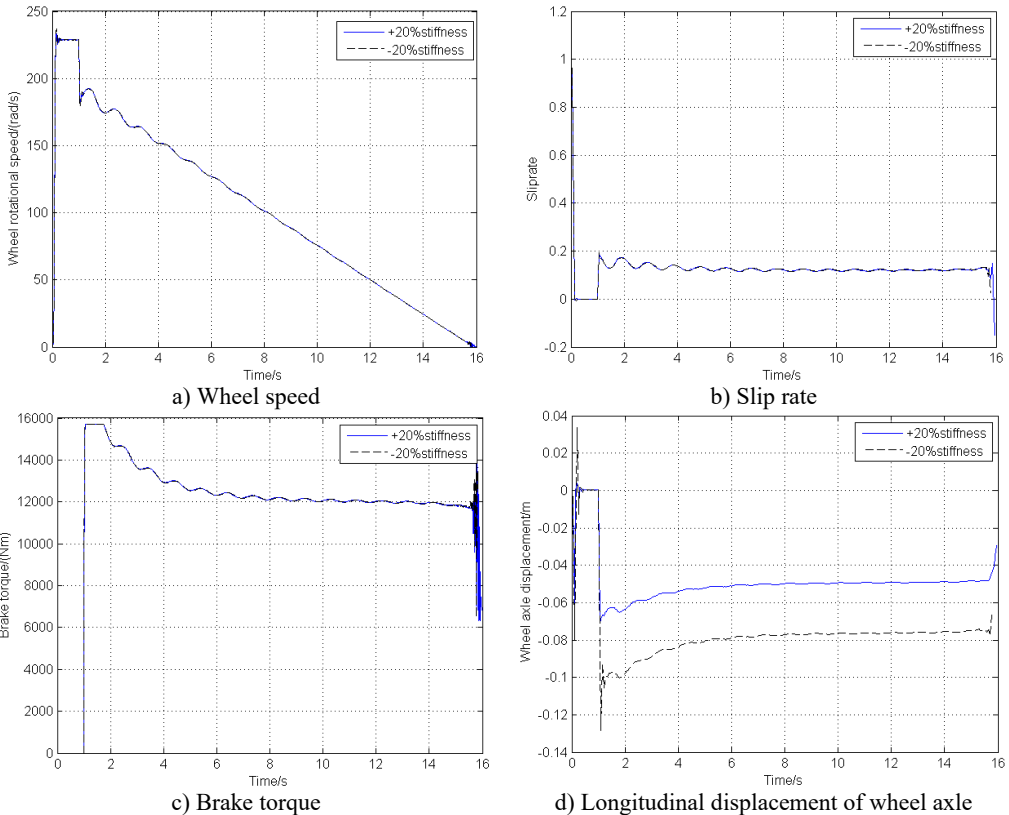 250
200
150
100
50
0
Wheel rotational speed/(rad/s)
+20%stiffness
-20%stiffness
0 2 4 6 8 10 12 14 16
Time/s
a) Wheel speed
1.2
1
0.8
0.6
0.4
0.2
0
-0.2
Sliprate
+20%stiffness
-20%stiffness
0 2 4 6 8 10 12 14 16
Time/s
b) Slip rate
16000
14000
12000
10000
8000
6000
4000
2000
0
Brake torque/(Nm)
+20%stiffness
-20%stiffness
0 2 4 6 8 10 12 14 16
Time/s
c) Brake torque
0.04
0.02
0
-0.02
-0.04
-0.06
-0.08
-0.1
-0.12
-0.14
Wheel axle displacement/m
+20%stiffness
-20%stiffness
0 2 4 6 8 10 12 14 16
Time/s
d) Longitudinal displacement of wheel axle